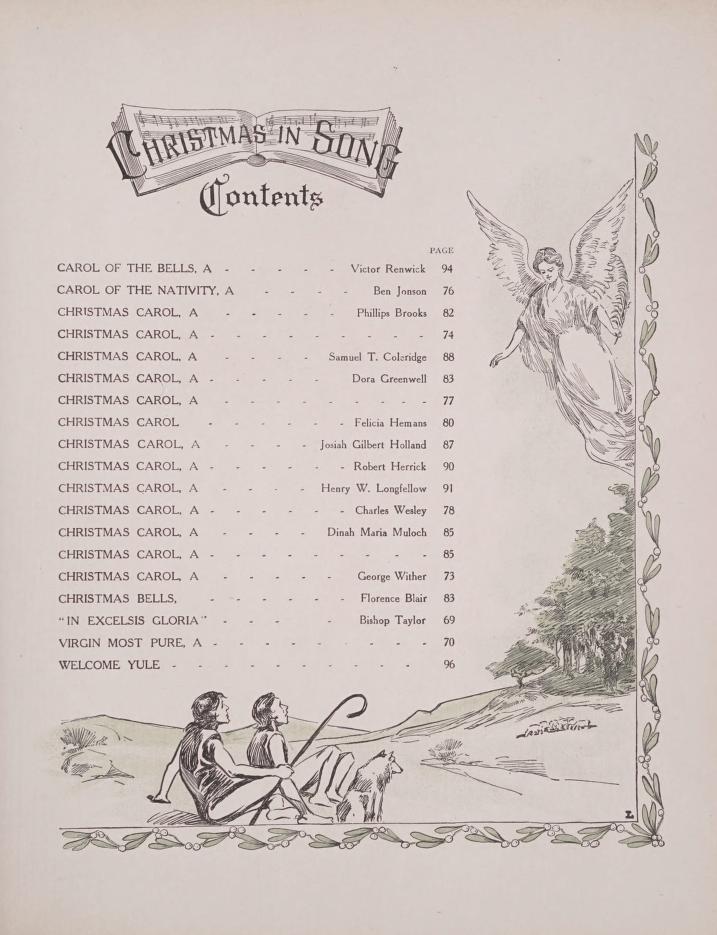 CHRISTMAS IN SONG
Contents
PAGE
CAROL OF THE BELLS, A - - - - - Victor Renwick 94
CAROL OF THE NATIVITY, A - - - - Ben Jonson 76
CHRISTMAS CAROL, A - - - - - Phillips Brooks 82
CHRISTMAS CAROL, A - - - - - - - - - 74
CHRISTMAS CAROL, A - - - - Samuel T. Coleridge 88
CHRISTMAS CAROL, A - - - - - Dora Greenwell 83
CHRISTMAS CAROL, A - - - - - - - - 77
CHRISTMAS CAROL - - - - - - Felicia Hemans 80
CHRISTMAS CAROL, A - - - - Josiah Gilbert Holland 87
CHRISTMAS CAROL, A - - - - - - Robert Herrick 90
CHRISTMAS CAROL, A - - - - Henry W. Longfellow 91
CHRISTMAS CAROL, A - - - - - - Charles Wesley 78
CHRISTMAS CAROL, A - - - - Dinah Maria Muloch 85
CHRISTMAS CAROL, A - - - - - - - - - 85
CHRISTMAS CAROL, A - - - - - George Wither 73
CHRISTMAS BELLS, - - - - - Florence Blair 83
"IN EXCELSIS GLORIA" - - - - Bishop Taylor 69
VIRGIN MOST PURE, A - - - - - - - - - 70
WELCOME YULE - - - - - - - - - - 96
Z